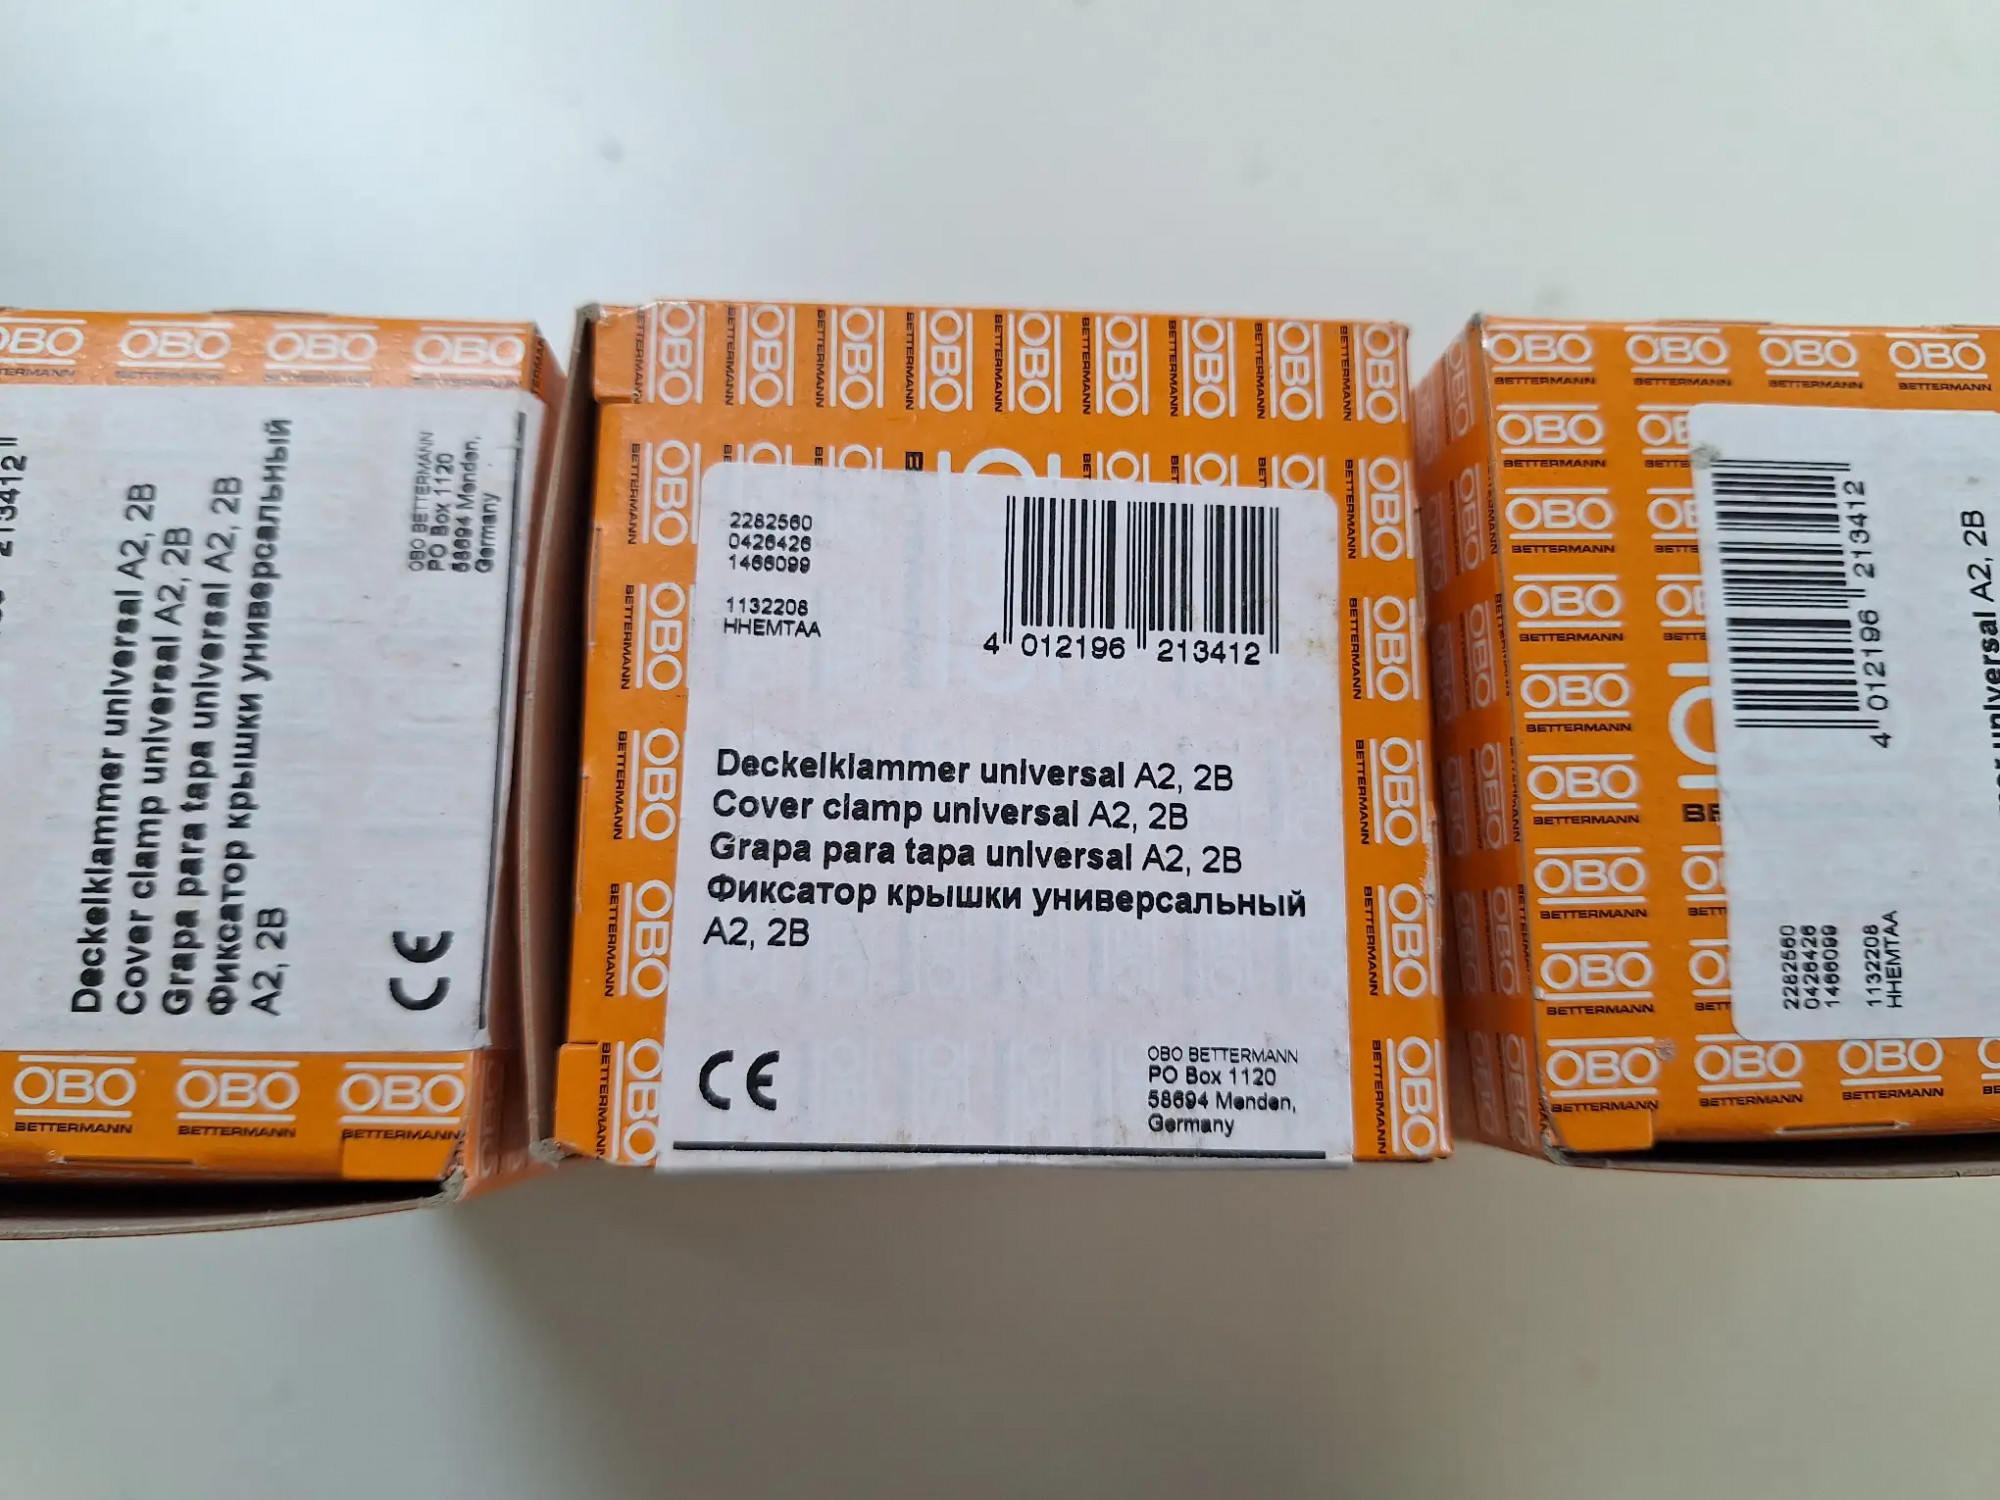 213412
Deckelklammer universal A2, 2B
Cover clamp universal A2, 2B
Grapa para tapa universal A2, 2B
Фиксатор крышки универсальный
A2, 2B
OBO BETTERMANN
PO Box 1120
58694 Menden,
Germany
CE
OBO
BETTERMANN
2282560
0426426
1466099
1132208
HHEMTAA
4 012196 213412
Deckelklammer universal A2, 2B
Cover clamp universal A2, 2B
Grapa para tapa universal A2, 2B
Фиксатор крышки универсальный
A2, 2B
CE
OBO BETTERMANN
PO Box 1120
58694 Menden,
Germany
OBO
BETTERMANN
4 012196 213412
2282560
0426426
1466099
1132208
HHEMTAA
universal A2, 2B
OBO
BETTERMANN